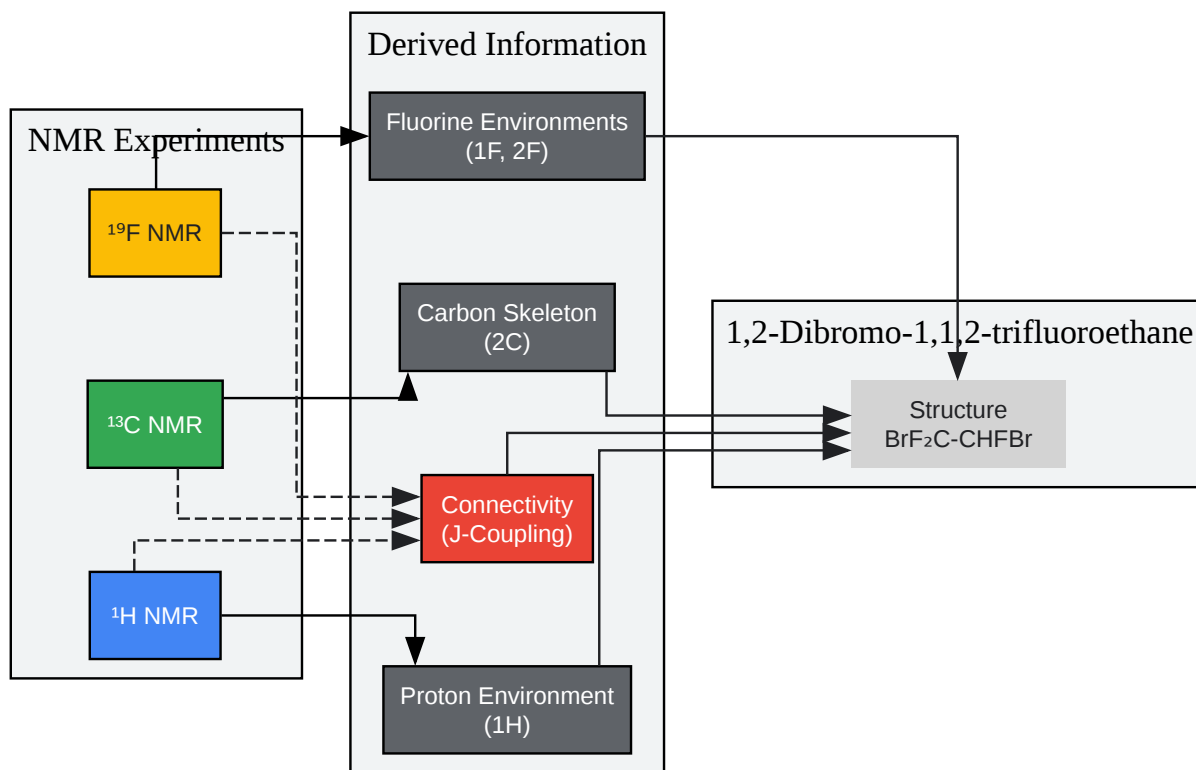 NMR Experiments
¹⁹F NMR
¹³C NMR
¹H NMR
Derived Information
Fluorine Environments
(1F, 2F)
Carbon Skeleton
(2C)
Connectivity
(J-Coupling)
Proton Environment
(1H)
1,2-Dibromo-1,1,2-trifluoroethane
Structure
BrF₂C-CHFBr